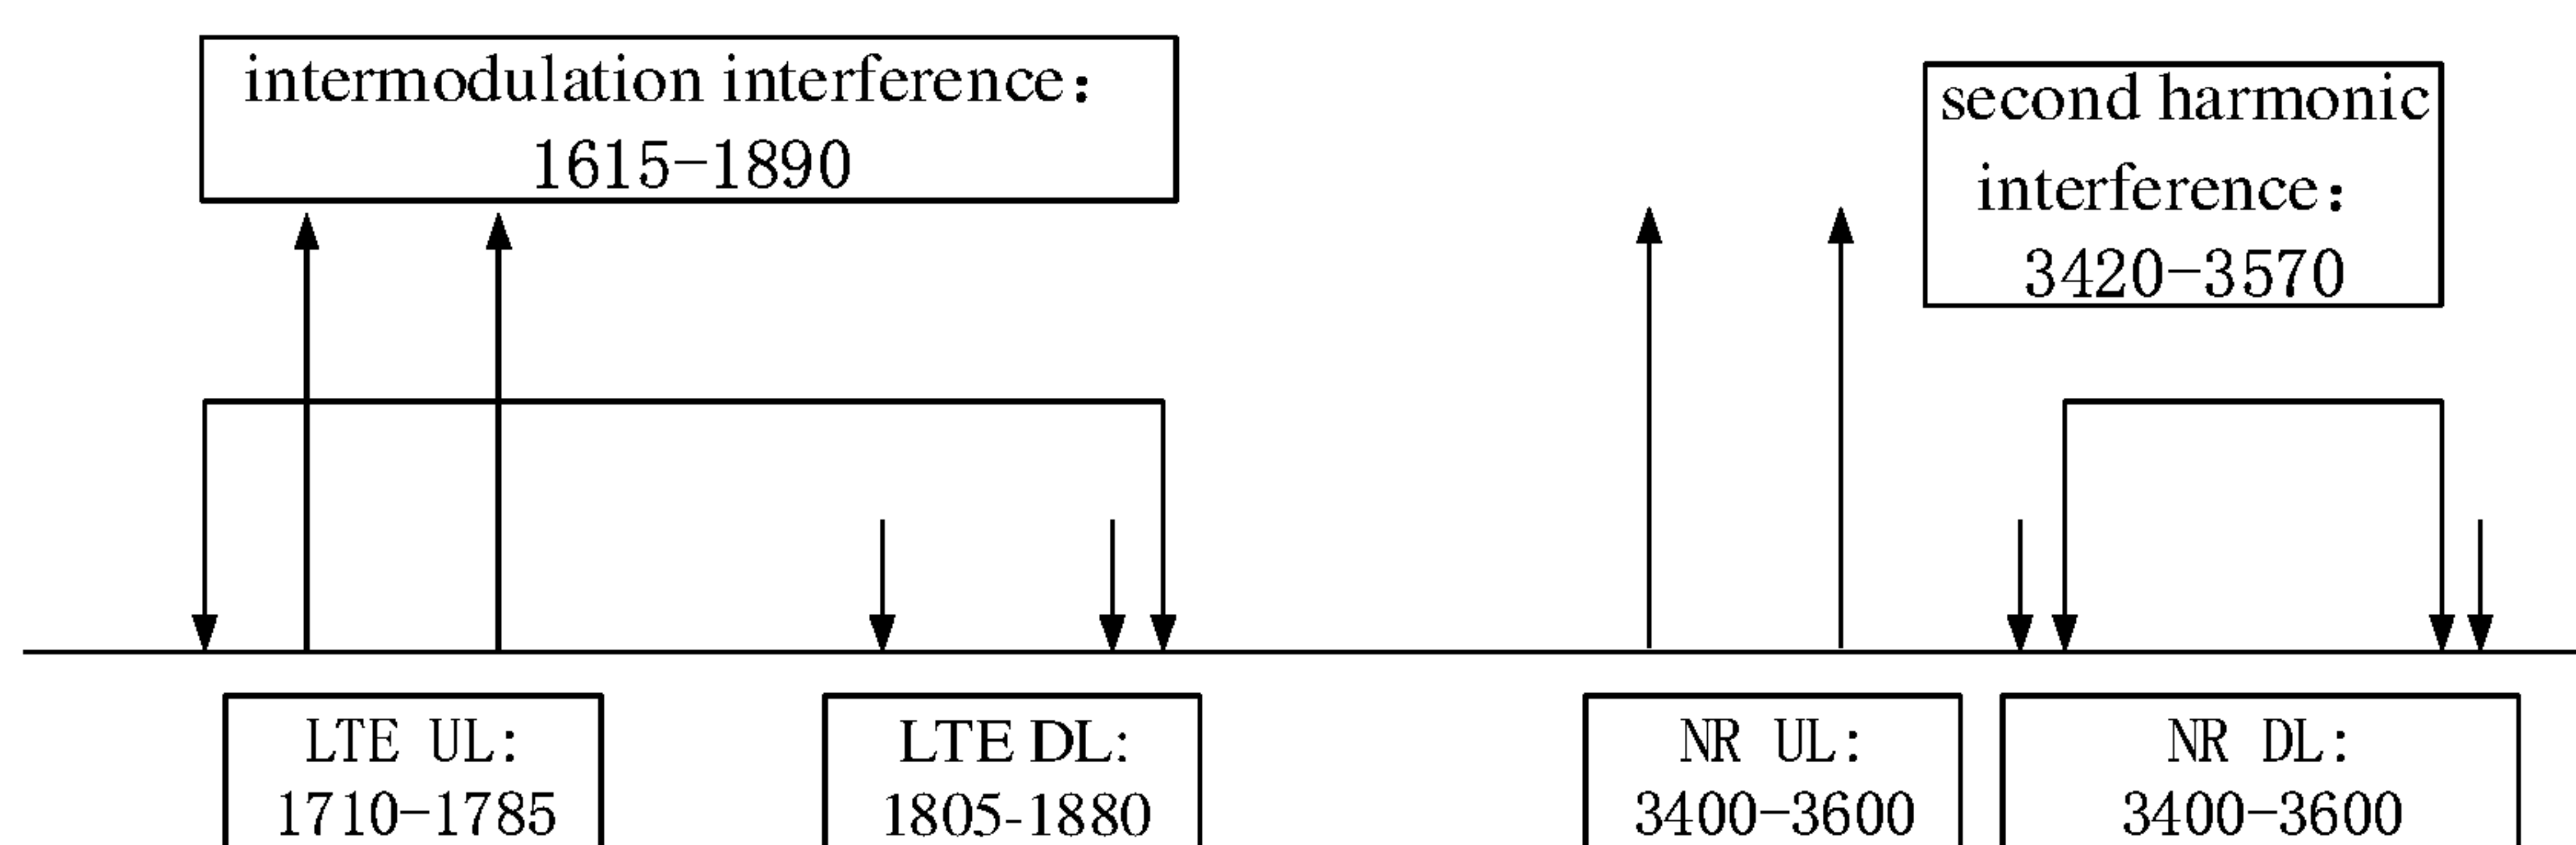 intermodulation interference：
1615-1890
second harmonic
interference：
3420-3570
LTE UL:
1710-1785
LTE DL:
1805-1880
NR UL:
3400-3600
NR DL:
3400-3600